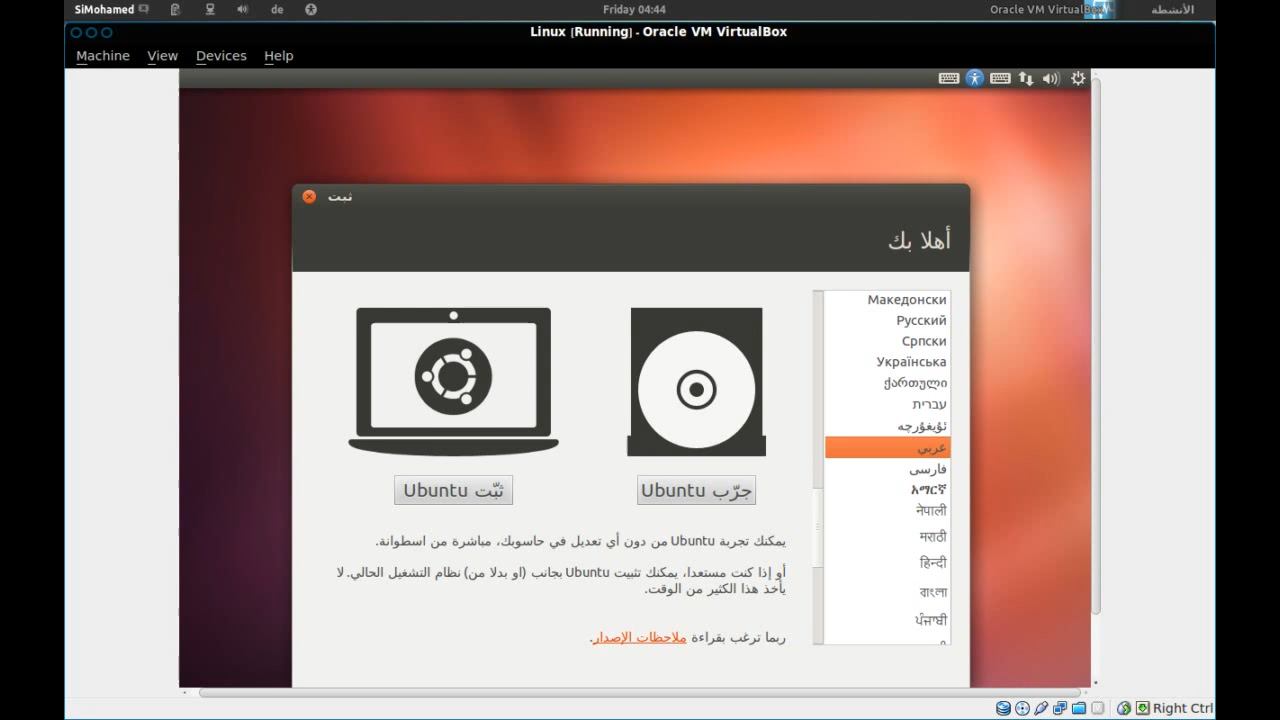 SiMohamed
de
Friday 04:44
Oracle VM VirtualBox
الأنشطة
Linux [Running] - Oracle VM VirtualBox
Machine View Devices Help
ثبت
أهلا بك
Македонски
Русский
Српски
Українська
ქართული
עברית
ئۇيغۇرچە
عربي
فارسی
አማርኛ
नेपाली
मराठी
हिन्दी
বাংলা
ਪੰਜਾਬੀ
جرّب Ubuntu
ثبّت Ubuntu
يمكنك تجربة Ubuntu من دون أي تعديل في حاسوبك، مباشرة من اسطوانة.
أو إذا كنت مستعدا، يمكنك تثبيت Ubuntu بجانب (او بدلا من) نظام التشغيل الحالي. لا
يأخذ هذا الكثير من الوقت.
ربما ترغب بقراءة ملاحظات الإصدار.
Right Ctrl